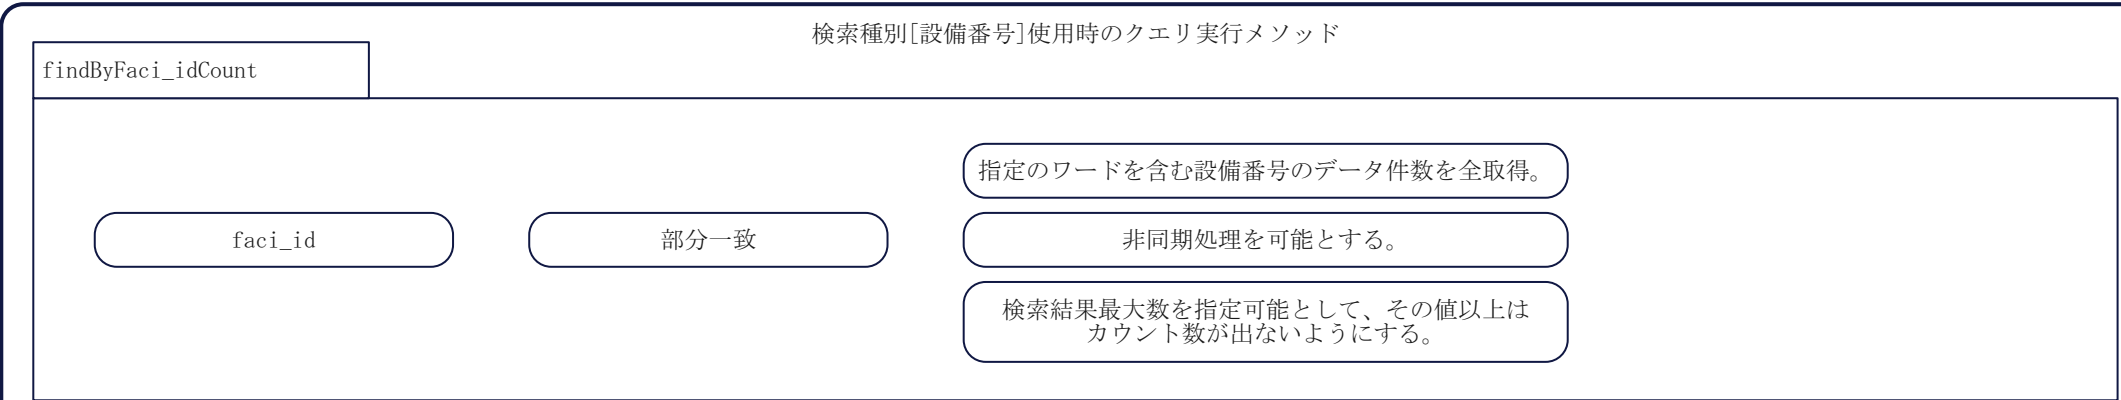 検索種別[設備番号]使用時のクエリ実行メソッド
findByFaci_idCount
指定のワードを含む設備番号のデータ件数を全取得。
faci_id
部分一致
非同期処理を可能とする。
検索結果最大数を指定可能として、その値以上は
カウント数が出ないようにする。